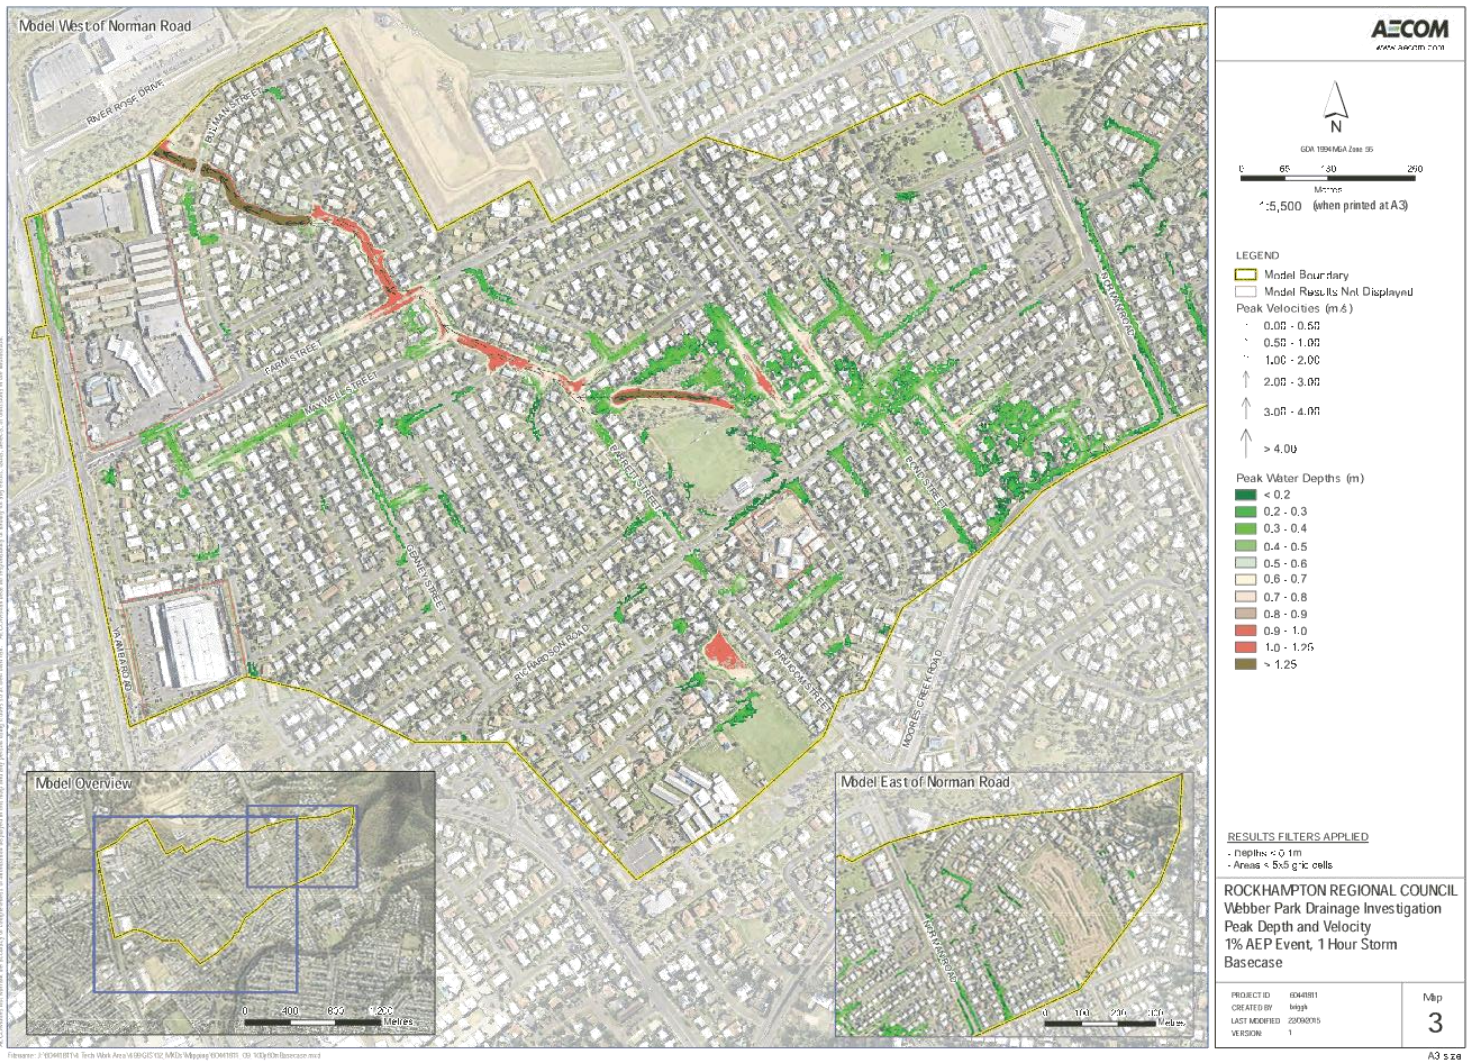 Model West of Norman Road
RIVER ROSE DRIVE
FARM STREET
MAXWELL STREET
GEANEY STREET
BARRETT STREET
NORMAN ROAD
RICHARDSON ROAD
YAAMBA ROAD
MOORES CREEK ROAD
Model Overview
0 400 800 1,200
Metres
Model East of Norman Road
NORMAN ROAD
0 100 200 300
Metres
AECOM
www.aecom.com
N
GDA 1994 MGA Zone 56
0 65 130 260
Metres
1:5,500 (when printed at A3)
LEGEND
Model Boundary
Model Results Not Displayed
Peak Velocities (m/s)
0.00 - 0.50
0.50 - 1.00
1.00 - 2.00
2.00 - 3.00
3.00 - 4.00
> 4.00
Peak Water Depths (m)
< 0.2
0.2 - 0.3
0.3 - 0.4
0.4 - 0.5
0.5 - 0.6
0.6 - 0.7
0.7 - 0.8
0.8 - 0.9
0.9 - 1.0
1.0 - 1.25
> 1.25
RESULTS FILTERS APPLIED
- Depths < 0.1m
- Areas < 5x5 grid cells
ROCKHAMPTON REGIONAL COUNCIL
Webber Park Drainage Investigation
Peak Depth and Velocity
1% AEP Event, 1 Hour Storm
Basecase
PROJECT ID 60441811
CREATED BY
LAST MODIFIED
VERSION: 1
Map
3
A3 size